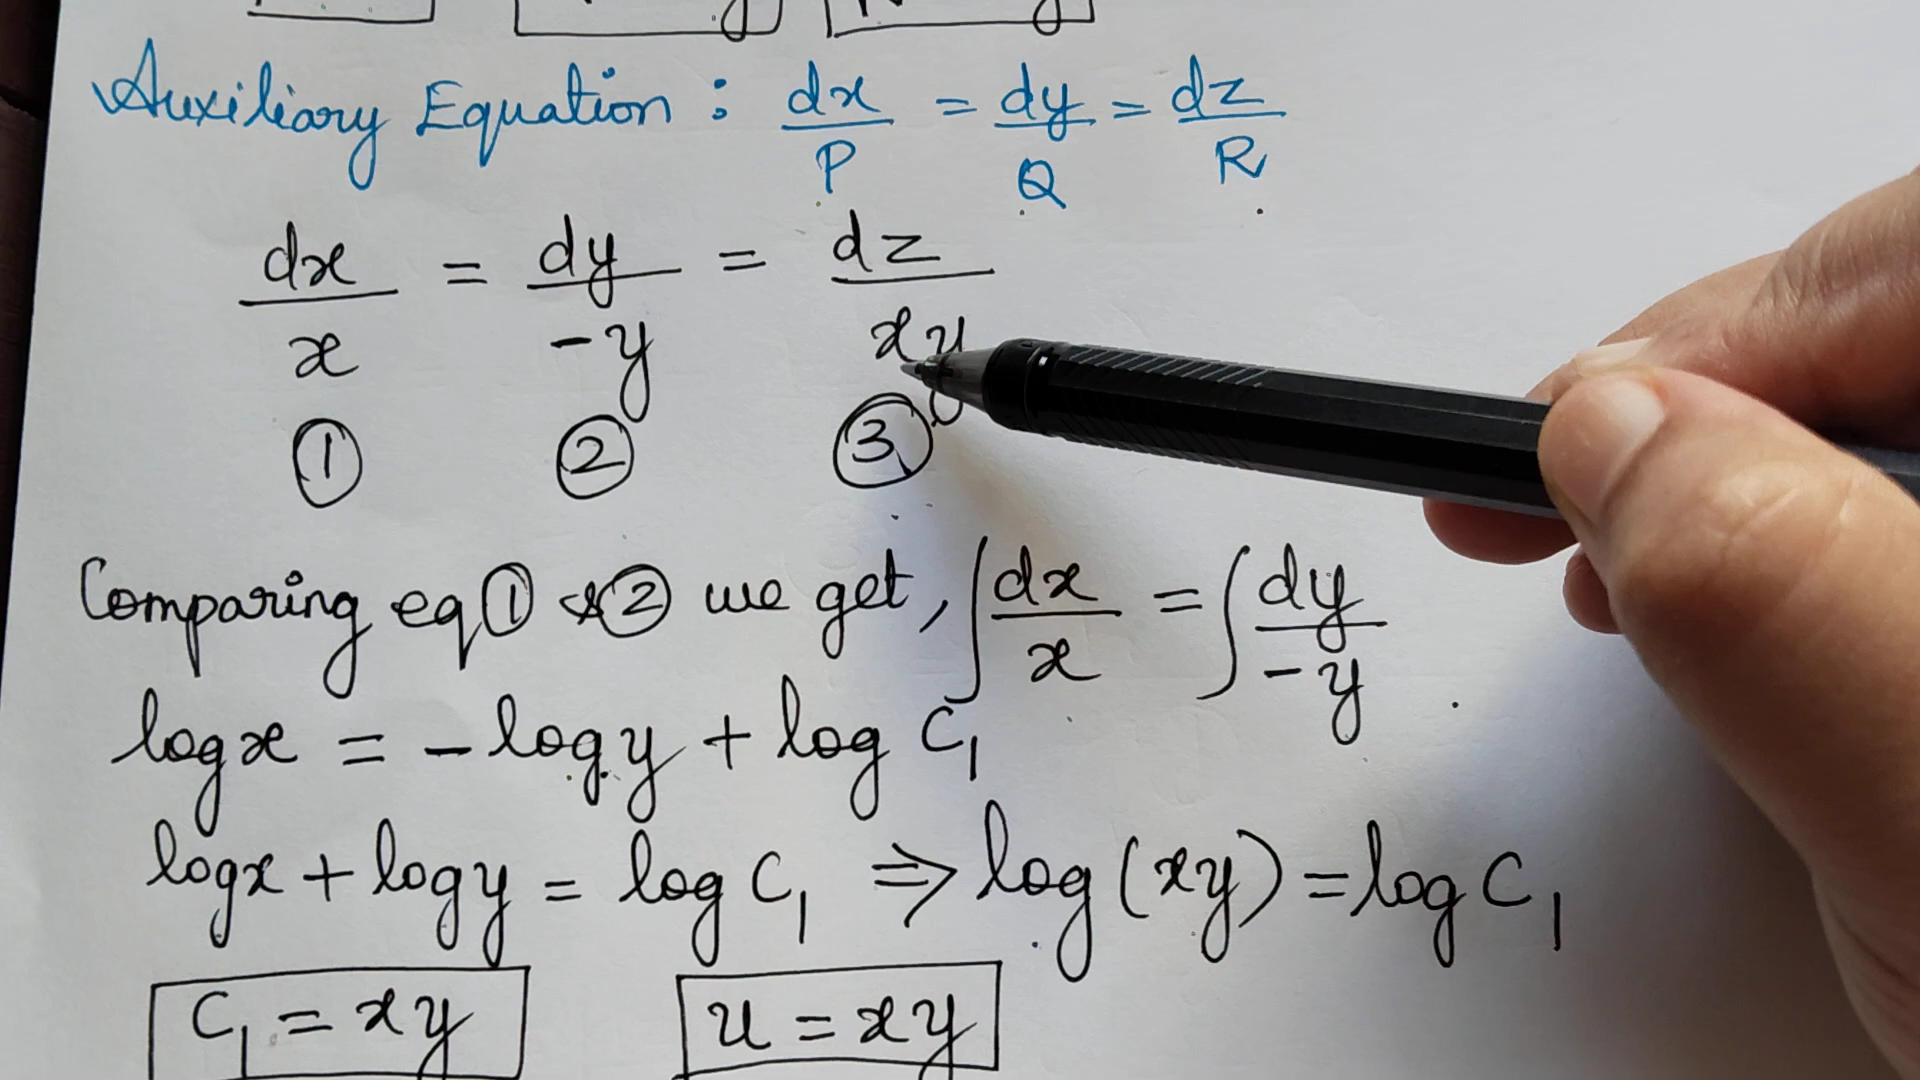 Auxiliary Equation : dx/P = dy/Q = dz/R
dx/x = dy/-y = dz/xy
① ② ③
Comparing eq ① & ② we get, ∫ dx/x = ∫ dy/-y
log x = - log y + log C₁
log x + log y = log C₁ ⇒ log (xy) = log C₁
C₁ = xy u = xy